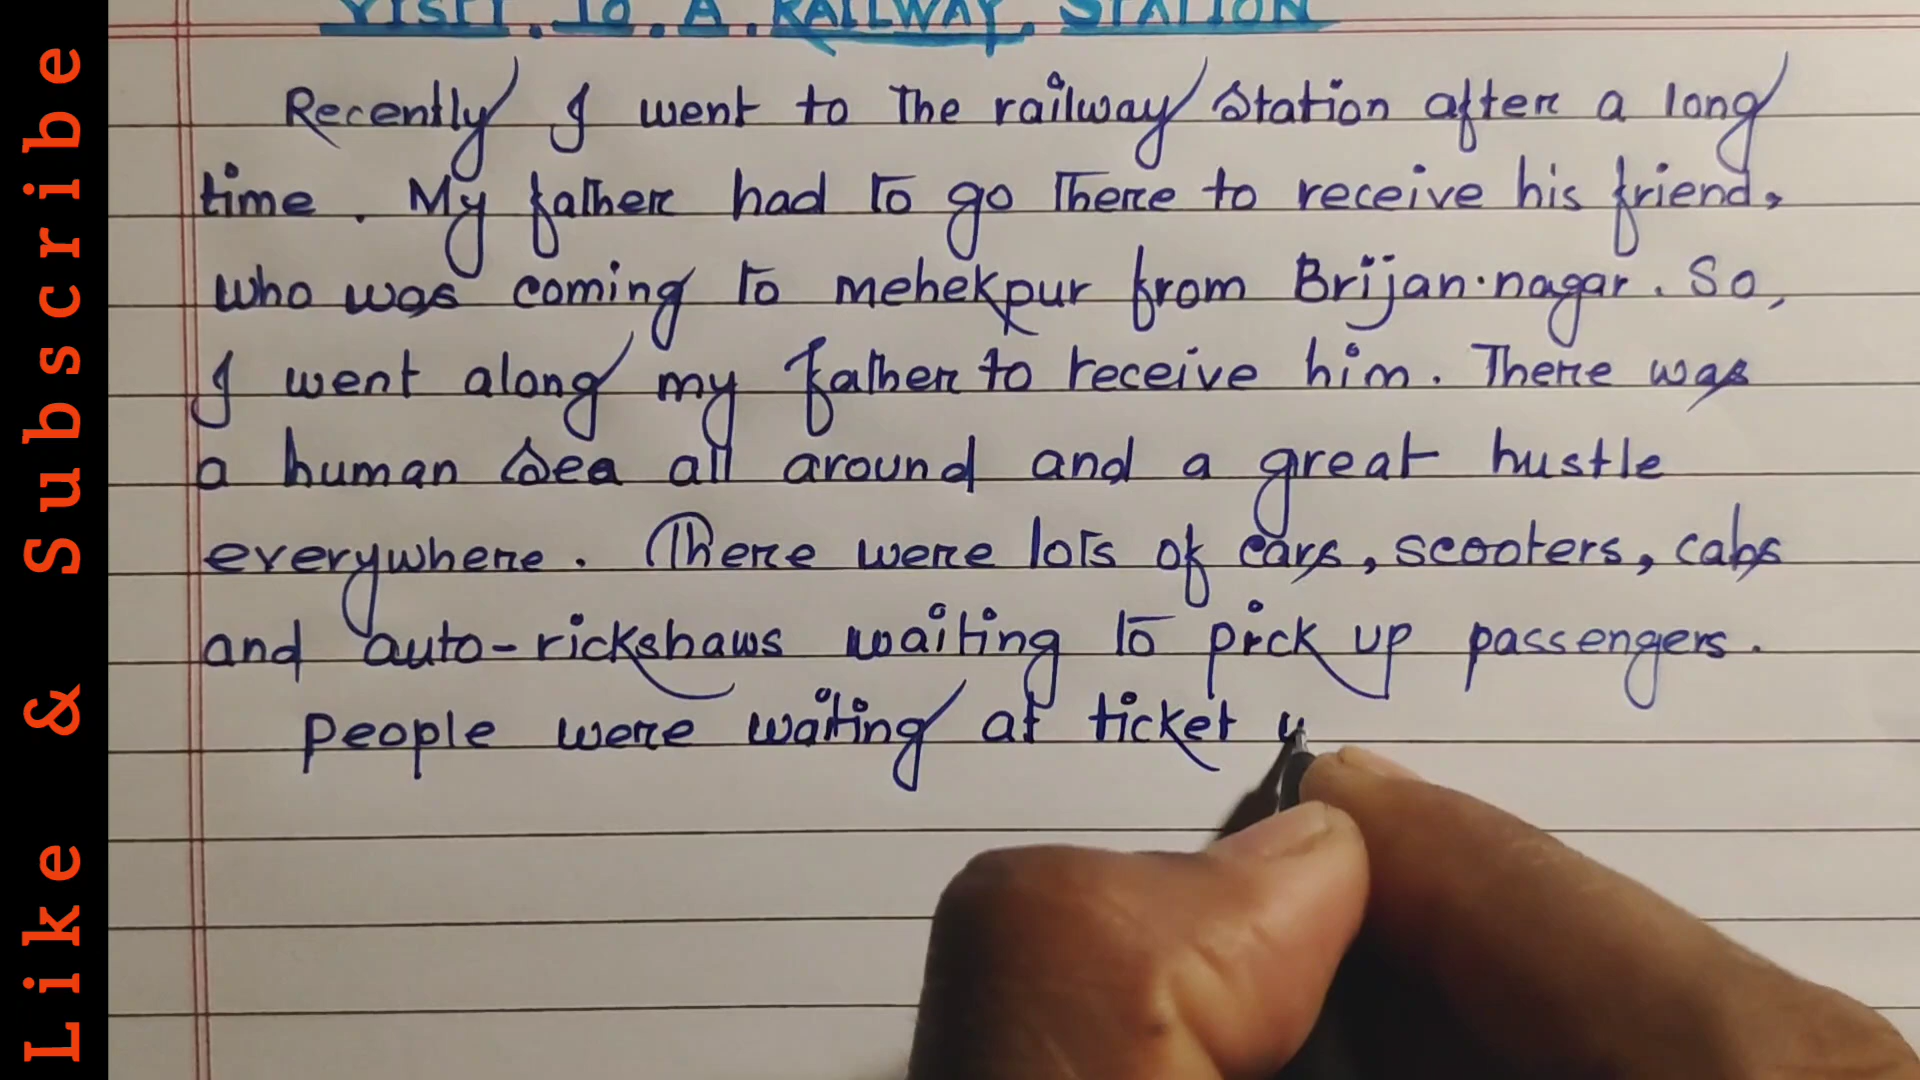 VISIT. TO. A. RAILWAY. STATION
Recently I went to the railway station after a long
time. My father had to go there to receive his friend,
who was coming to mehekpur from Brijan.nagar. So,
I went along my father to receive him. There was
a human sea all around and a great hustle
everywhere. There were lots of cars, scooters, cabs
and auto-rickshaws waiting to pick up passengers.
People were waiting at ticket
Like & Subscribe